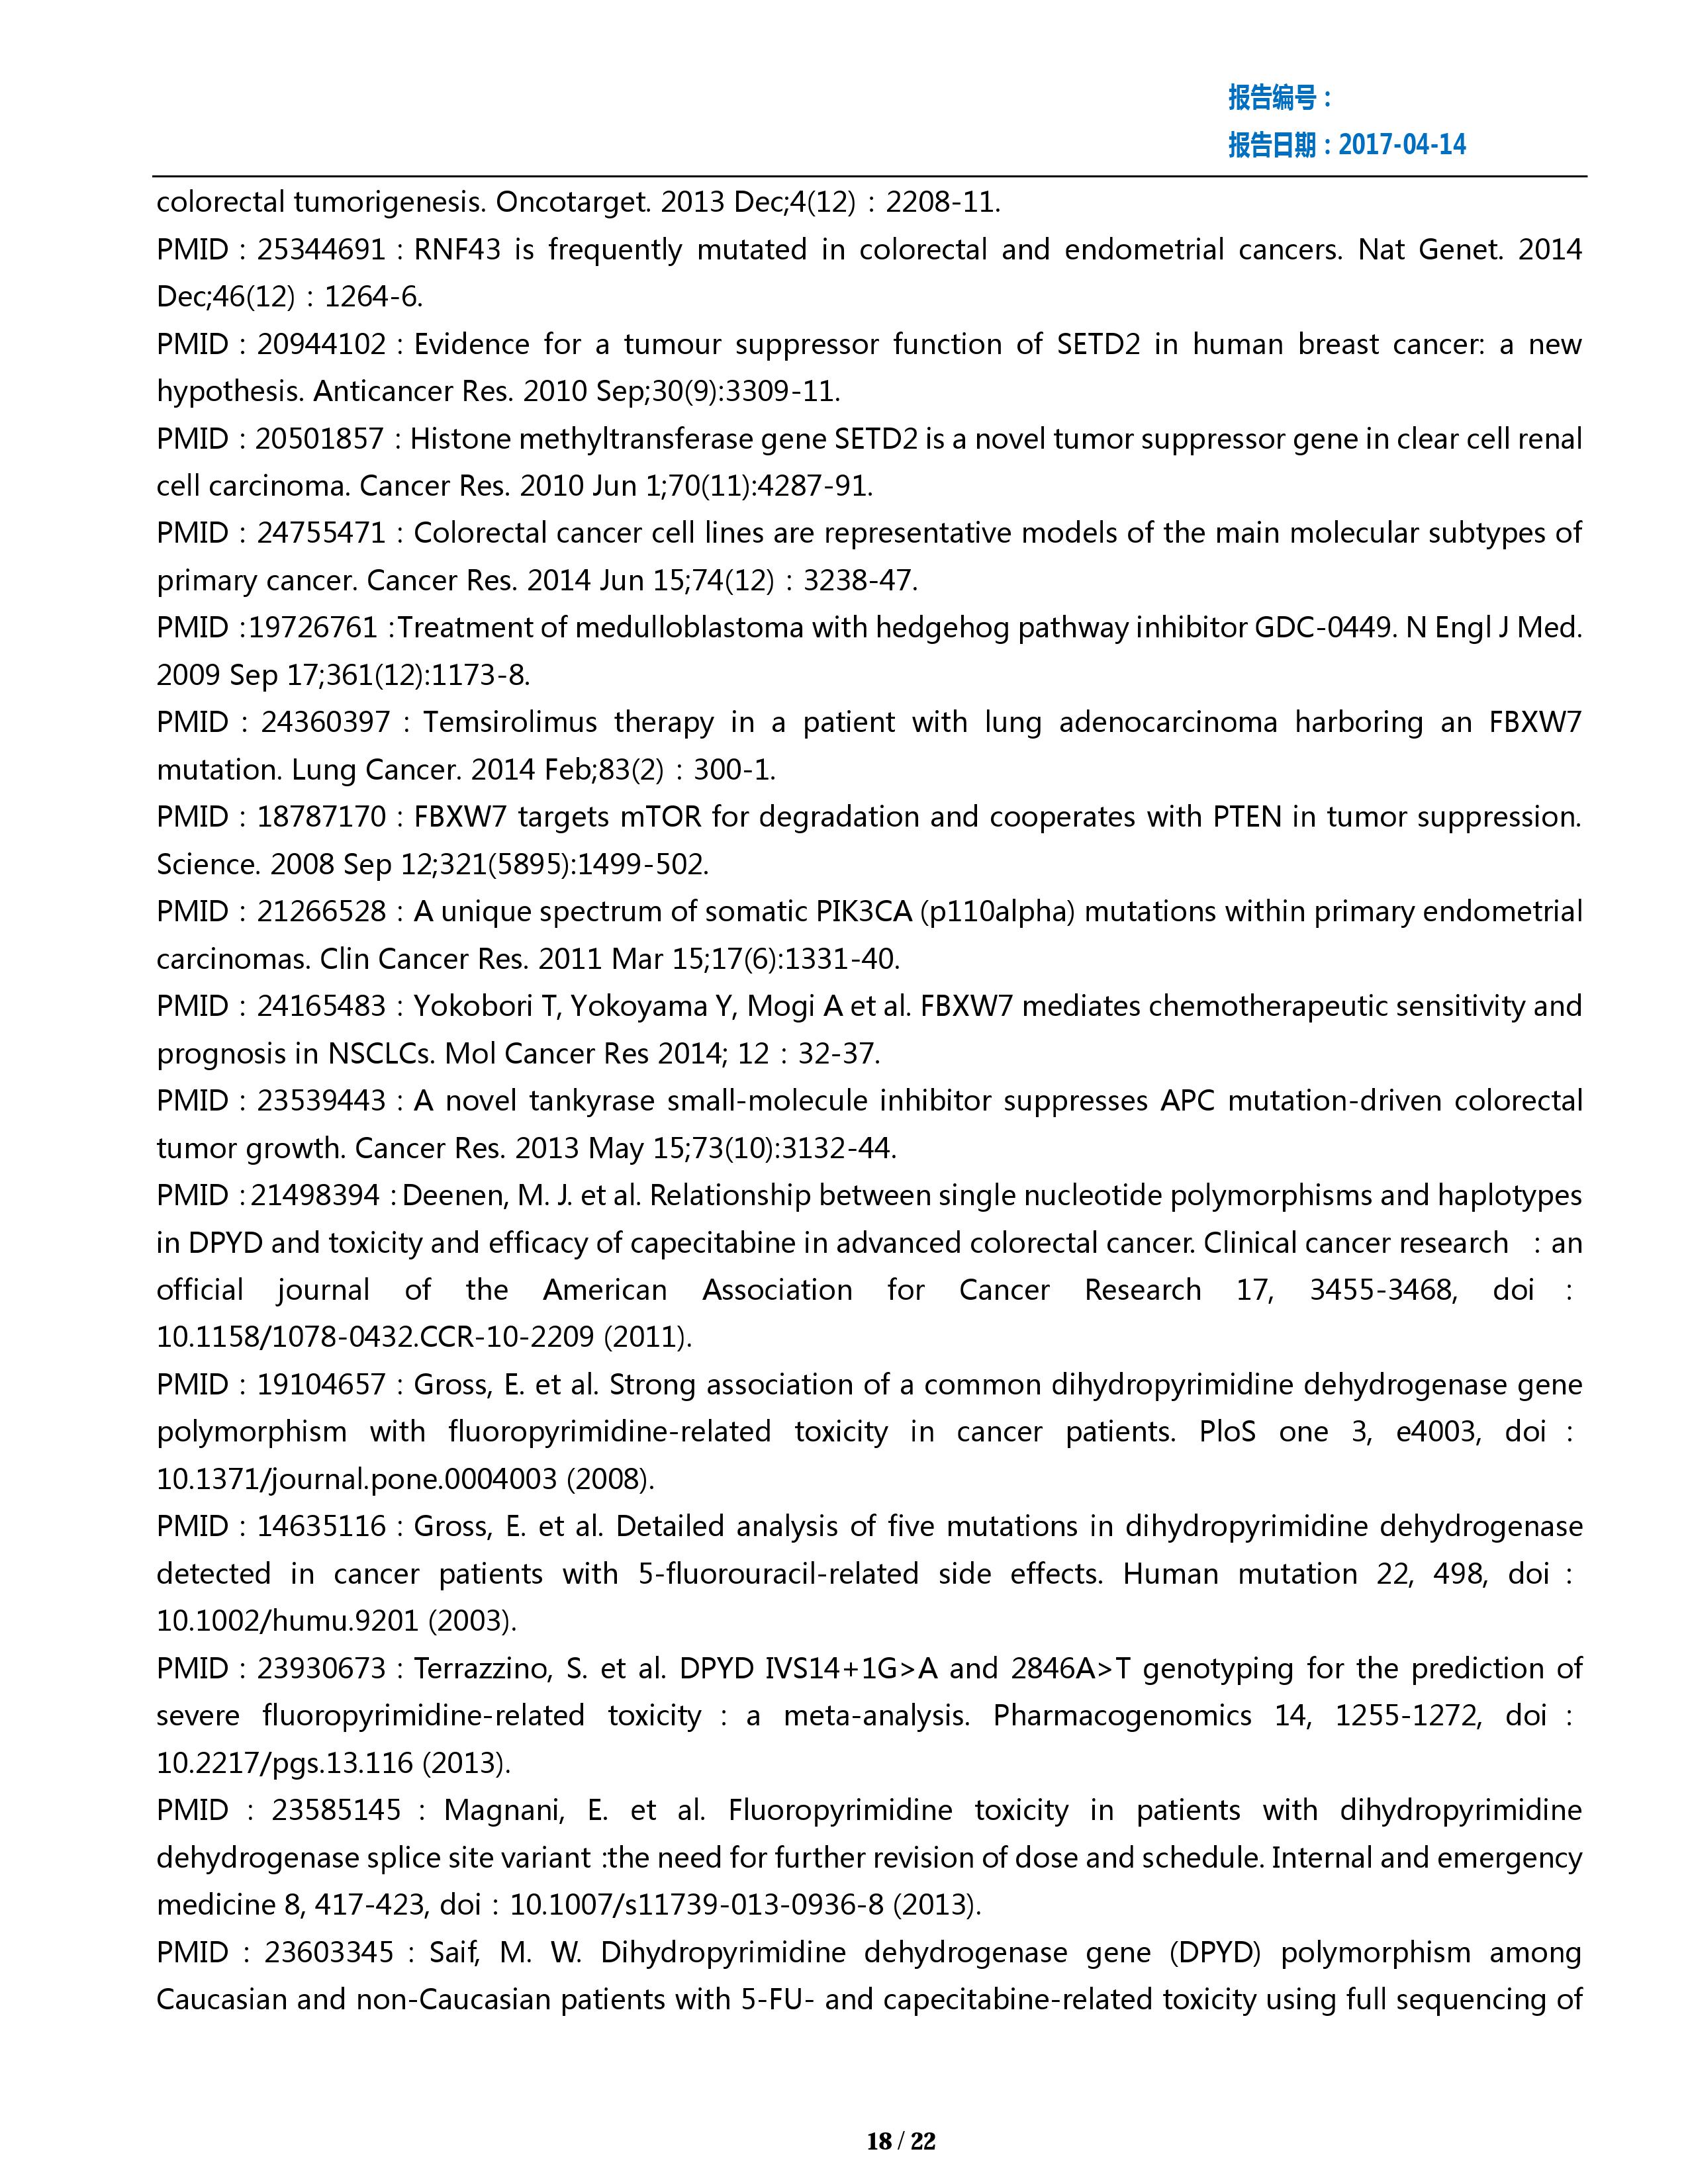 报告编号：
报告日期：2017-04-14
colorectal tumorigenesis. Oncotarget. 2013 Dec;4(12)：2208-11.
PMID：25344691：RNF43 is frequently mutated in colorectal and endometrial cancers. Nat Genet. 2014
Dec;46(12)：1264-6.
PMID：20944102：Evidence for a tumour suppressor function of SETD2 in human breast cancer: a new
hypothesis. Anticancer Res. 2010 Sep;30(9):3309-11.
PMID：20501857：Histone methyltransferase gene SETD2 is a novel tumor suppressor gene in clear cell renal
cell carcinoma. Cancer Res. 2010 Jun 1;70(11):4287-91.
PMID：24755471：Colorectal cancer cell lines are representative models of the main molecular subtypes of
primary cancer. Cancer Res. 2014 Jun 15;74(12)：3238-47.
PMID：19726761：Treatment of medulloblastoma with hedgehog pathway inhibitor GDC-0449. N Engl J Med.
2009 Sep 17;361(12):1173-8.
PMID：24360397：Temsirolimus therapy in a patient with lung adenocarcinoma harboring an FBXW7
mutation. Lung Cancer. 2014 Feb;83(2)：300-1.
PMID：18787170：FBXW7 targets mTOR for degradation and cooperates with PTEN in tumor suppression.
Science. 2008 Sep 12;321(5895):1499-502.
PMID：21266528：A unique spectrum of somatic PIK3CA (p110alpha) mutations within primary endometrial
carcinomas. Clin Cancer Res. 2011 Mar 15;17(6):1331-40.
PMID：24165483：Yokobori T, Yokoyama Y, Mogi A et al. FBXW7 mediates chemotherapeutic sensitivity and
prognosis in NSCLCs. Mol Cancer Res 2014; 12：32-37.
PMID：23539443：A novel tankyrase small-molecule inhibitor suppresses APC mutation-driven colorectal
tumor growth. Cancer Res. 2013 May 15;73(10):3132-44.
PMID：21498394：Deenen, M. J. et al. Relationship between single nucleotide polymorphisms and haplotypes
in DPYD and toxicity and efficacy of capecitabine in advanced colorectal cancer. Clinical cancer research ：an
official journal of the American Association for Cancer Research 17, 3455-3468, doi：
10.1158/1078-0432.CCR-10-2209 (2011).
PMID：19104657：Gross, E. et al. Strong association of a common dihydropyrimidine dehydrogenase gene
polymorphism with fluoropyrimidine-related toxicity in cancer patients. PloS one 3, e4003, doi：
10.1371/journal.pone.0004003 (2008).
PMID：14635116：Gross, E. et al. Detailed analysis of five mutations in dihydropyrimidine dehydrogenase
detected in cancer patients with 5-fluorouracil-related side effects. Human mutation 22, 498, doi：
10.1002/humu.9201 (2003).
PMID：23930673：Terrazzino, S. et al. DPYD IVS14+1G>A and 2846A>T genotyping for the prediction of
severe fluoropyrimidine-related toxicity：a meta-analysis. Pharmacogenomics 14, 1255-1272, doi：
10.2217/pgs.13.116 (2013).
PMID：23585145：Magnani, E. et al. Fluoropyrimidine toxicity in patients with dihydropyrimidine
dehydrogenase splice site variant：the need for further revision of dose and schedule. Internal and emergency
medicine 8, 417-423, doi：10.1007/s11739-013-0936-8 (2013).
PMID：23603345：Saif, M. W. Dihydropyrimidine dehydrogenase gene (DPYD) polymorphism among
Caucasian and non-Caucasian patients with 5-FU- and capecitabine-related toxicity using full sequencing of
18 / 22